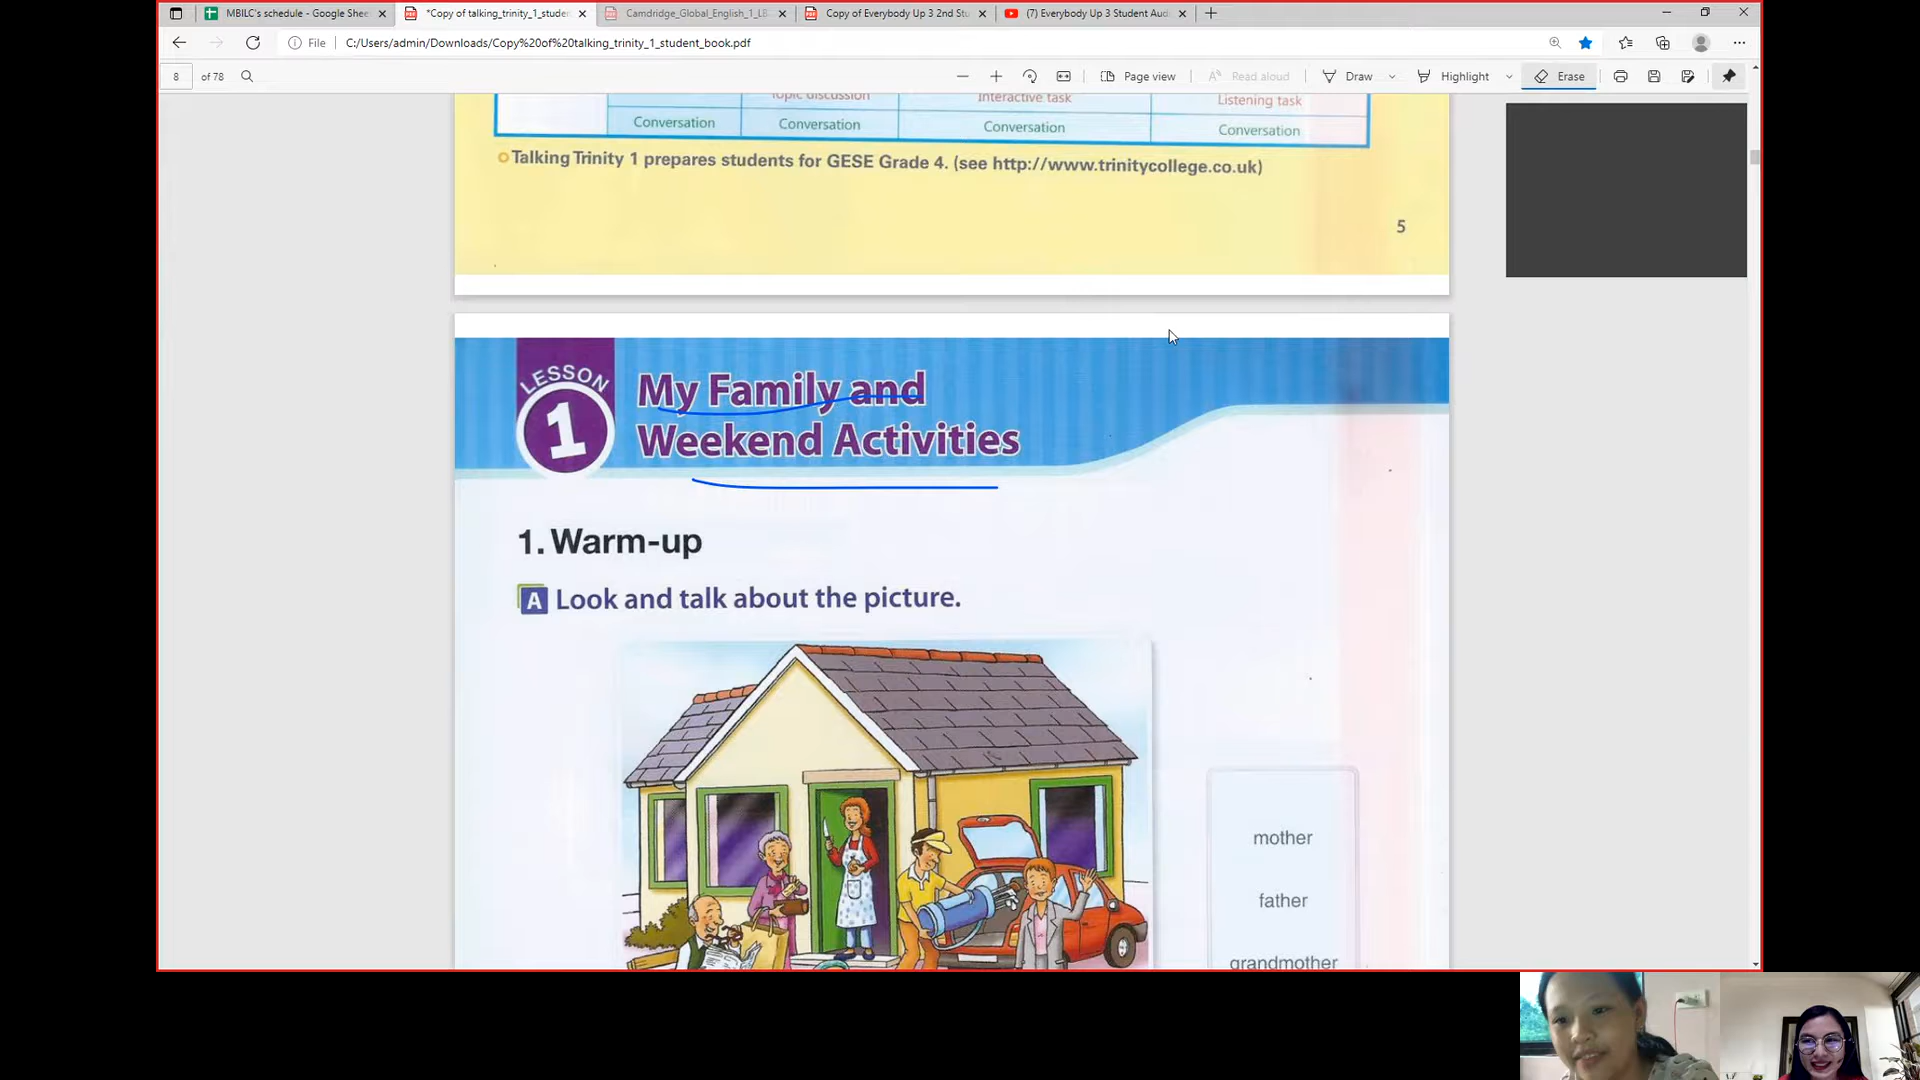 MBILC's schedule - Google Shee
*Copy of talking_trinity_1_studen
Camdridge_Global_English_1_LB
Copy of Everybody Up 3 2nd Stu
(7) Everybody Up 3 Student Aud
File
C:/Users/admin/Downloads/Copy%20of%20talking_trinity_1_student_book.pdf
8 of 78
Page view
Read aloud
Draw
Highlight
Erase
Topic discussion
Interactive task
Listening task
Conversation
Conversation
Conversation
Conversation
Talking Trinity 1 prepares students for GESE Grade 4. (see http://www.trinitycollege.co.uk)
5
LESSON
1
My Family and
Weekend Activities
1. Warm-up
A Look and talk about the picture.
mother
father
grandmother